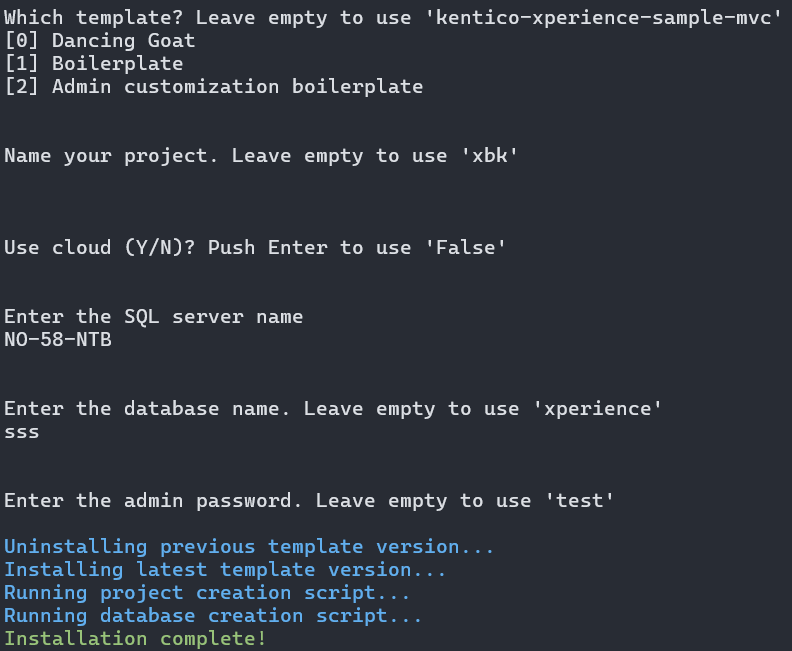 Which template? Leave empty to use 'kentico-xperience-sample-mvc'
[0] Dancing Goat
[1] Boilerplate
[2] Admin customization boilerplate
Name your project. Leave empty to use 'xbk'
Use cloud (Y/N)? Push Enter to use 'False'
Enter the SQL server name
NO-58-NTB
Enter the database name. Leave empty to use 'xperience'
sss
Enter the admin password. Leave empty to use 'test'
Uninstalling previous template version...
Installing latest template version...
Running project creation script...
Running database creation script...
Installation complete!